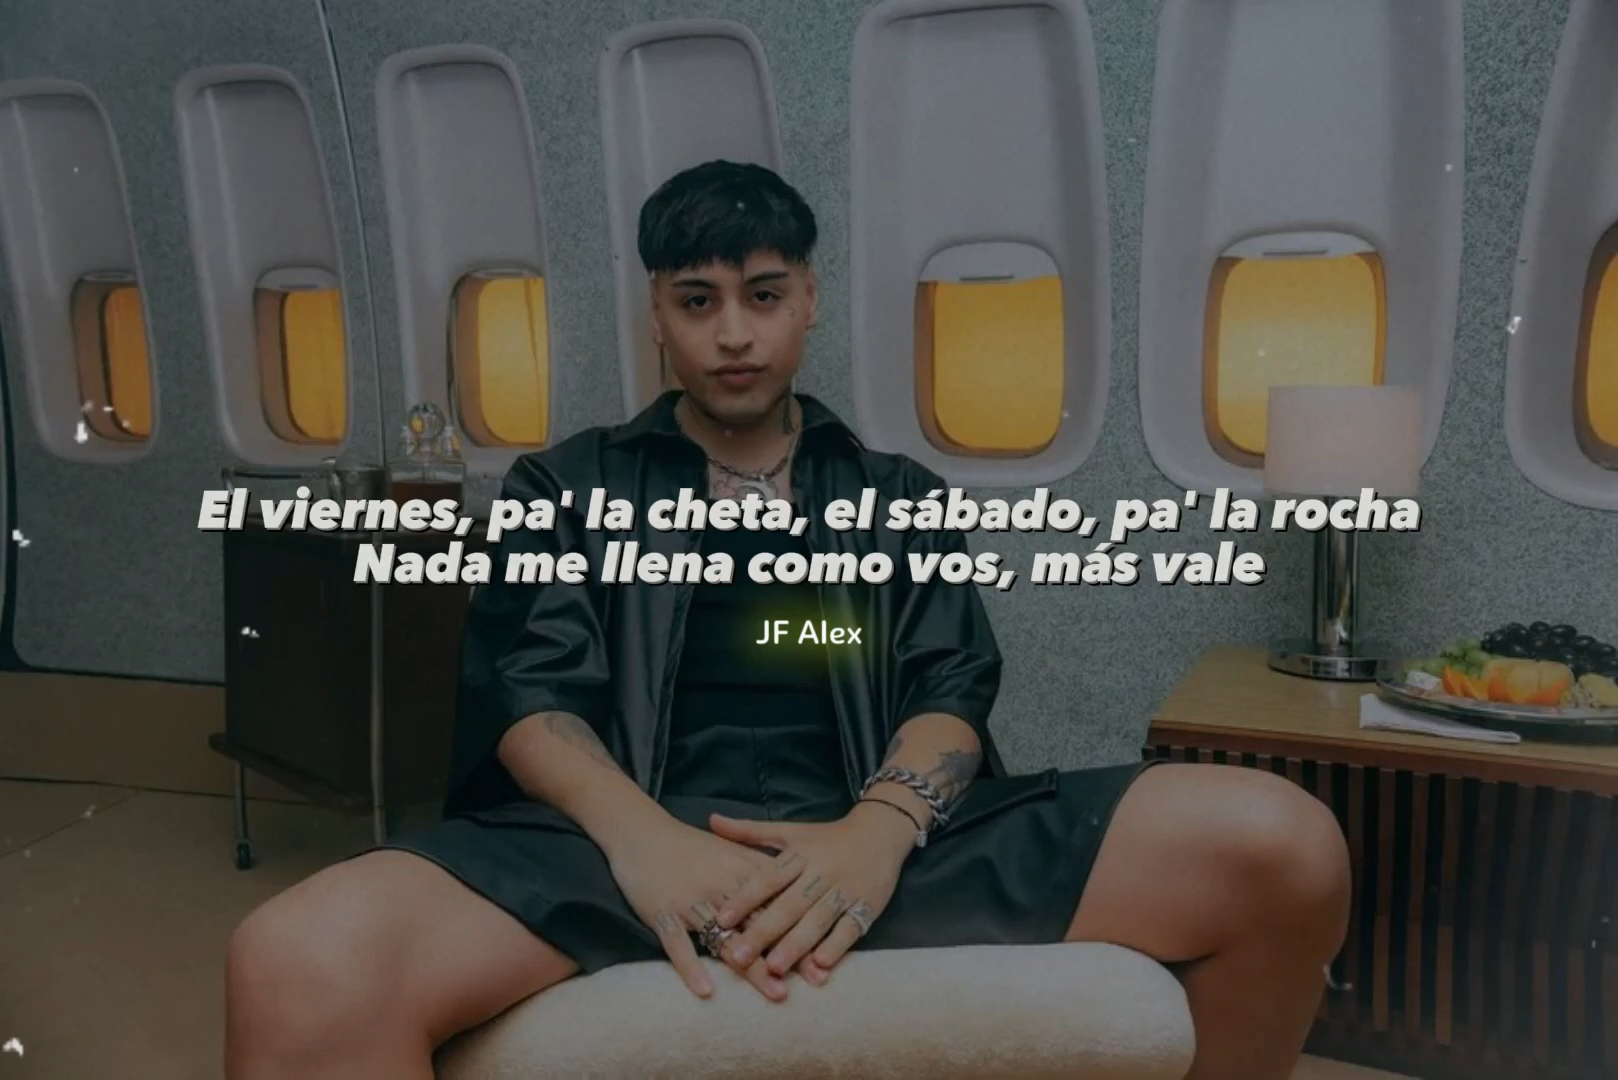 El viernes, pa' la cheta, el sábado, pa' la rocha
Nada me llena como vos, más vale
JF Alex